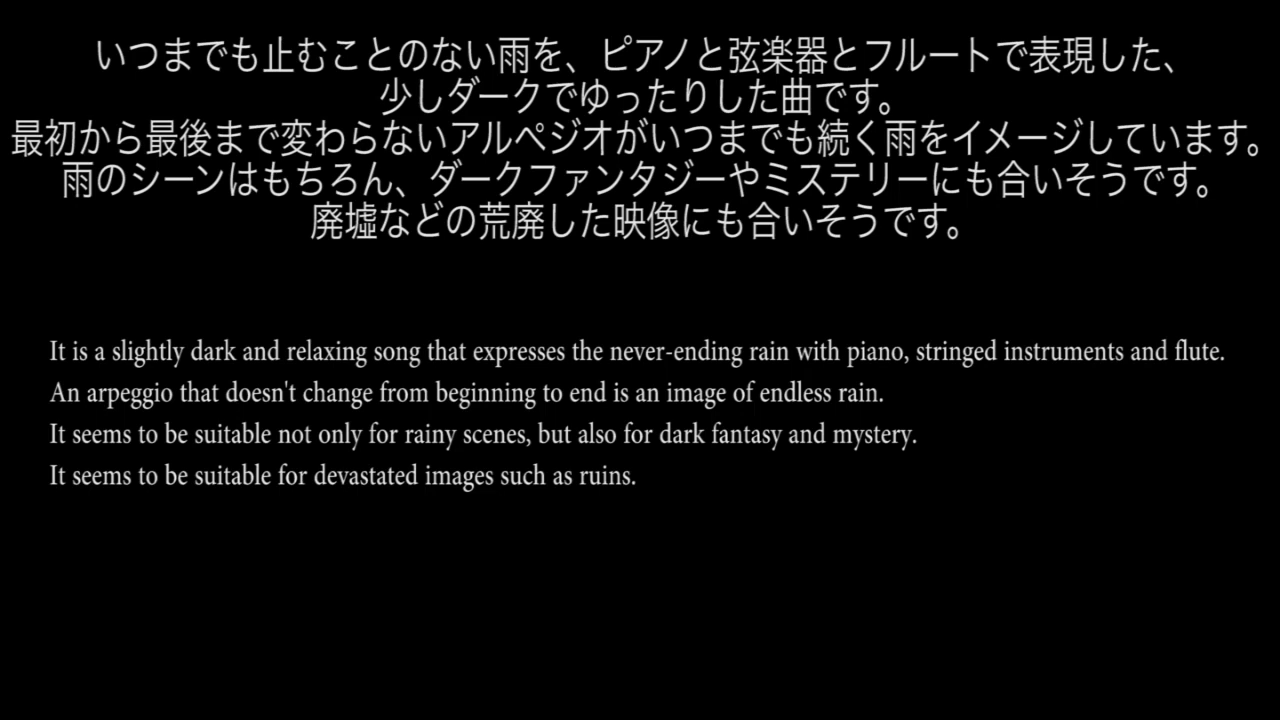 いつまでも止むことのない雨を、ピアノと弦楽器とフルートで表現した、
少しダークでゆったりした曲です。
最初から最後まで変わらないアルペジオがいつまでも続く雨をイメージしています。
雨のシーンはもちろん、ダークファンタジーやミステリーにも合いそうです。
廃墟などの荒廃した映像にも合いそうです。
It is a slightly dark and relaxing song that expresses the never-ending rain with piano, stringed instruments and flute.
An arpeggio that doesn't change from beginning to end is an image of endless rain.
It seems to be suitable not only for rainy scenes, but also for dark fantasy and mystery.
It seems to be suitable for devastated images such as ruins.